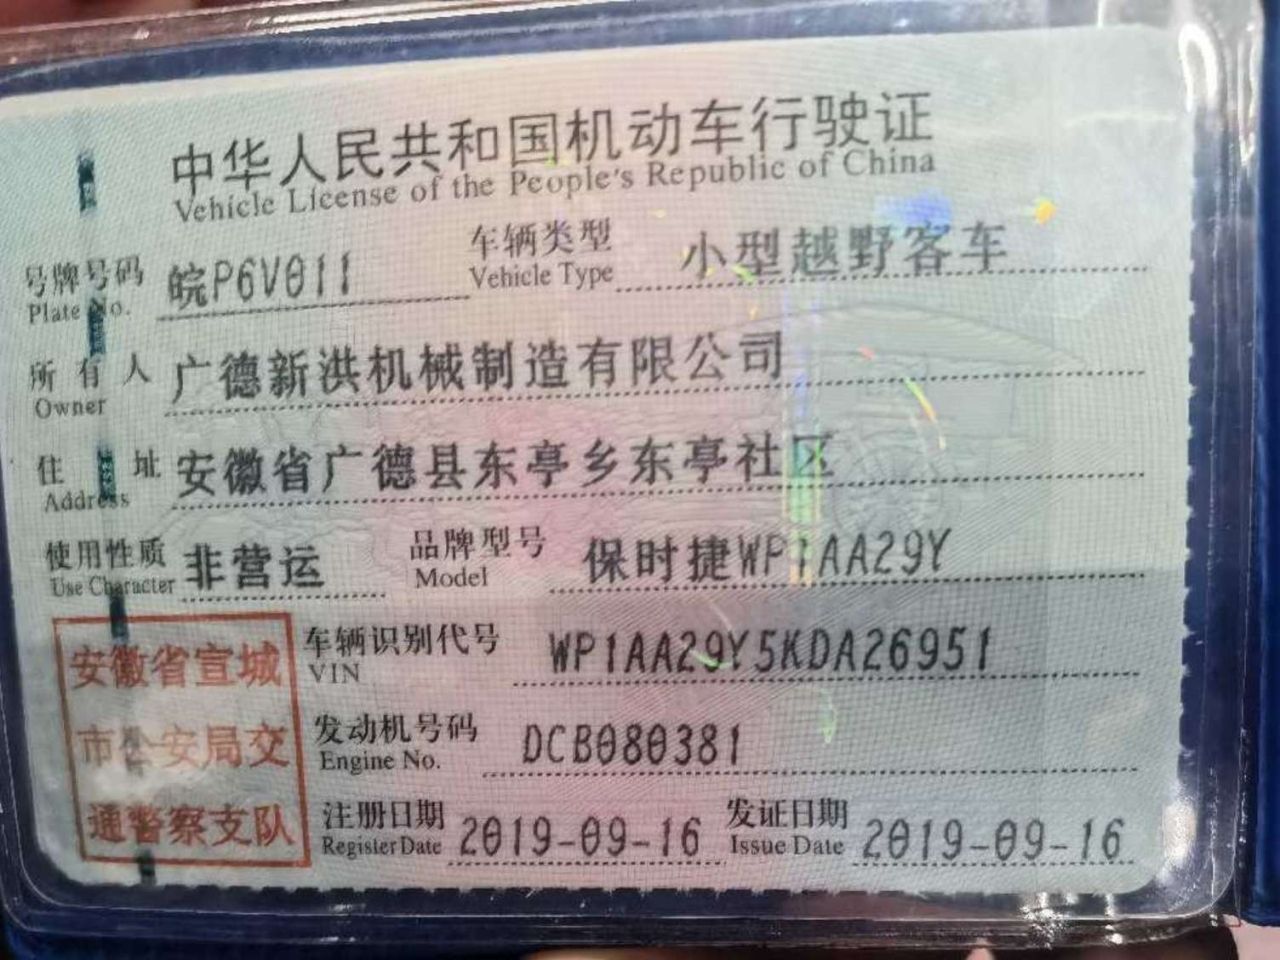 中华人民共和国机动车行驶证
Vehicle License of the People's Republic of China
号牌号码 皖P6V011 车辆类型 小型越野客车
Plate No. Vehicle Type
所有人 广德新洪机械制造有限公司
Owner
住址 安徽省广德县东亭乡东亭社区
Address
使用性质 非营运 品牌型号 保时捷WP1AA29Y
Use Character Model
车辆识别代号 WP1AA29Y5KDA26951
VIN
发动机号码 DCB080381
Engine No.
注册日期 2019-09-16 发证日期 2019-09-16
Register Date Issue Date
安徽省宣城
市公安局交
通警察支队